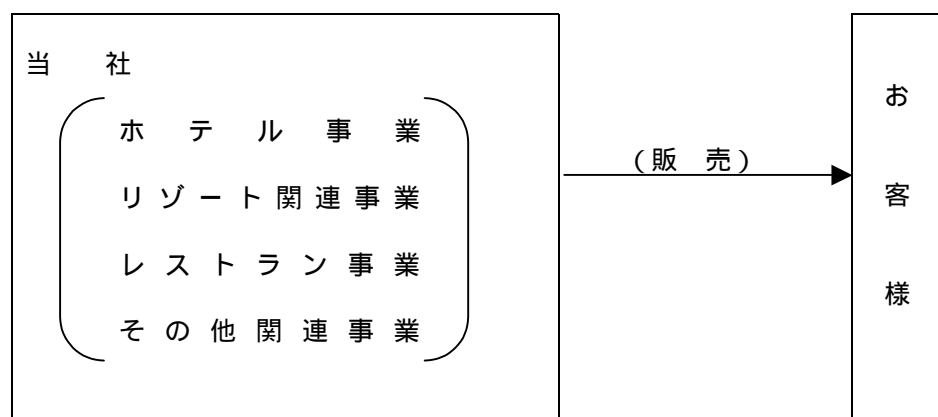 当 社
ホテル事業
リゾート関連事業
レストラン事業
その他関連事業
(販 売)
お客様